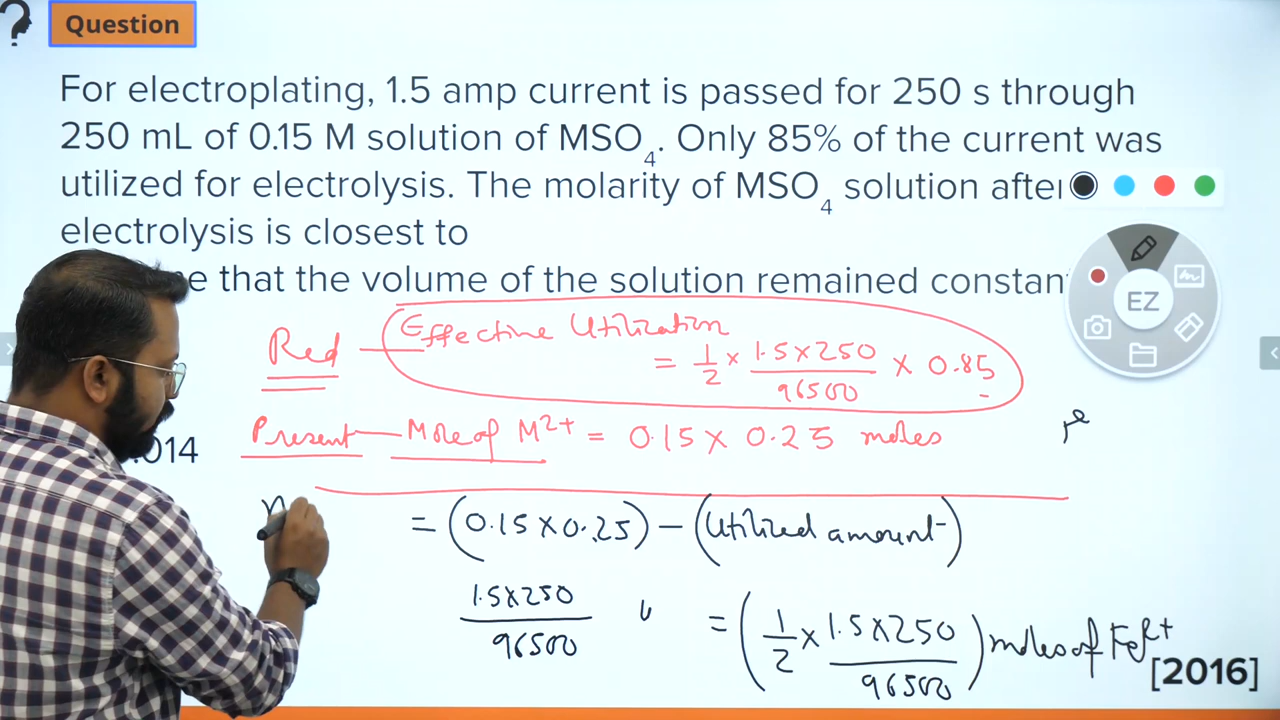 ?
Question
For electroplating, 1.5 amp current is passed for 250 s through
250 mL of 0.15 M solution of MSO4. Only 85% of the current was
utilized for electrolysis. The molarity of MSO4 solution after
electrolysis is closest to
e that the volume of the solution remained constan
EZ
Red — Effective Utilization
= 1/2 × 1.5×250/96500 × 0.85
Present — Mole of M2+ = 0.15 × 0.25 moles
014
= (0.15×0.25) – (Utilized amount)
1.5×250/96500
= (1/2 × 1.5×250/96500) moles of
[2016]